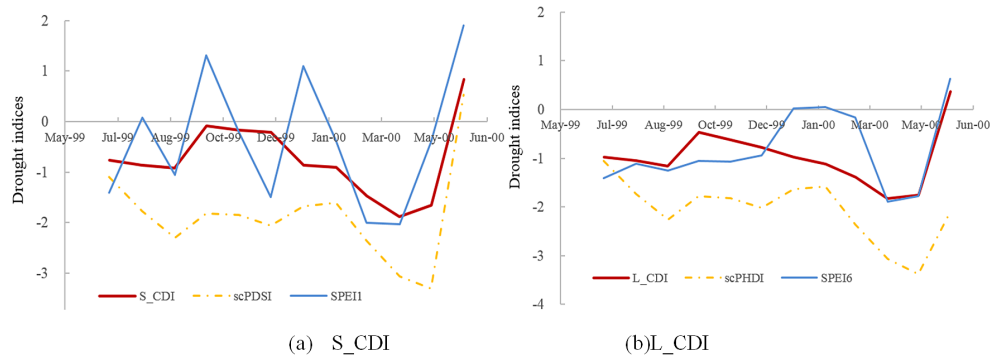 Drought indices
2
1
0
-1
-2
-3
May-99 Jul-99 Aug-99 Oct-99 Dec-99 Jan-00 Mar-00 May-00 Jun-00
S_CDI scPDSI SPEI1
(a) S_CDI
Drought indices
2
1
0
-1
-2
-3
-4
May-99 Jul-99 Aug-99 Oct-99 Dec-99 Jan-00 Mar-00 May-00 Jun-00
L_CDI scPHDI SPEI6
(b)L_CDI